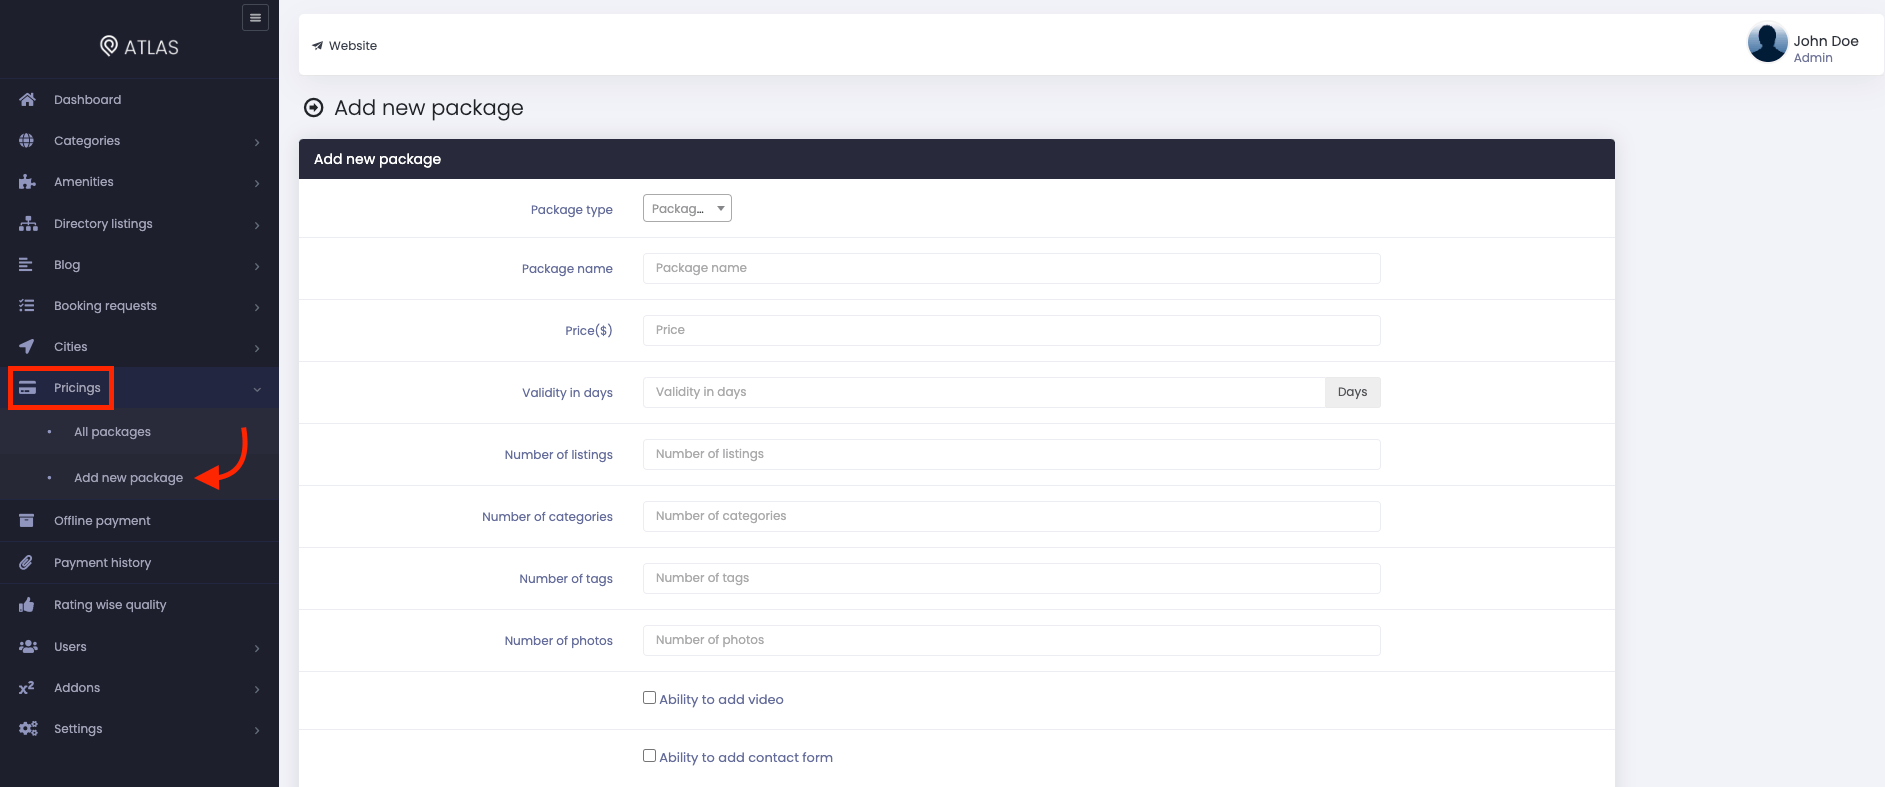 ATLAS
Dashboard
Categories
Amenities
Directory listings
Blog
Booking requests
Cities
Pricings
All packages
Add new package
Offline payment
Payment history
Rating wise quality
Users
Addons
x²
Settings
Website
John Doe
Admin
Add new package
Add new package
Package type
Packag...
Package name
Package name
Price($)
Price
Validity in days
Validity in days
Days
Number of listings
Number of listings
Number of categories
Number of categories
Number of tags
Number of tags
Number of photos
Number of photos
Ability to add video
Ability to add contact form